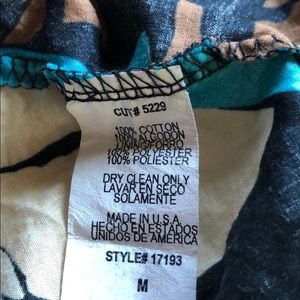 CUT# 5229
100% COTTON
100% ALGODON
LINING/FORRO
100% POLYESTER
100% POLIESTER
DRY CLEAN ONLY
LAVAR EN SECO
SOLAMENTE
MADE IN U.S.A
HECHO EN ESTADOS
UNIDOS DE AMERICA
STYLE# 17193
M